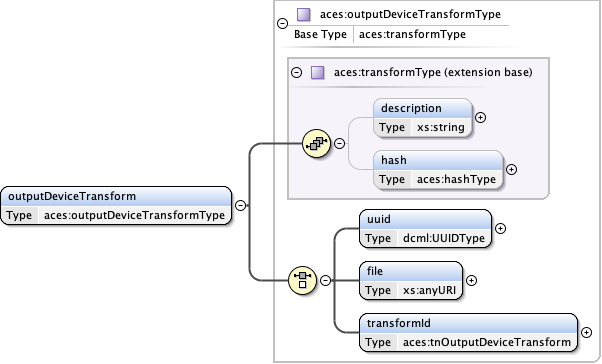 aces:outputDeviceTransformType
Base Type aces:transformType
aces:transformType (extension base)
description
Type xs:string
hash
Type aces:hashType
outputDeviceTransform
Type aces:outputDeviceTransformType
uuid
Type dcml:UUIDType
file
Type xs:anyURI
transformId
Type aces:tnOutputDeviceTransform